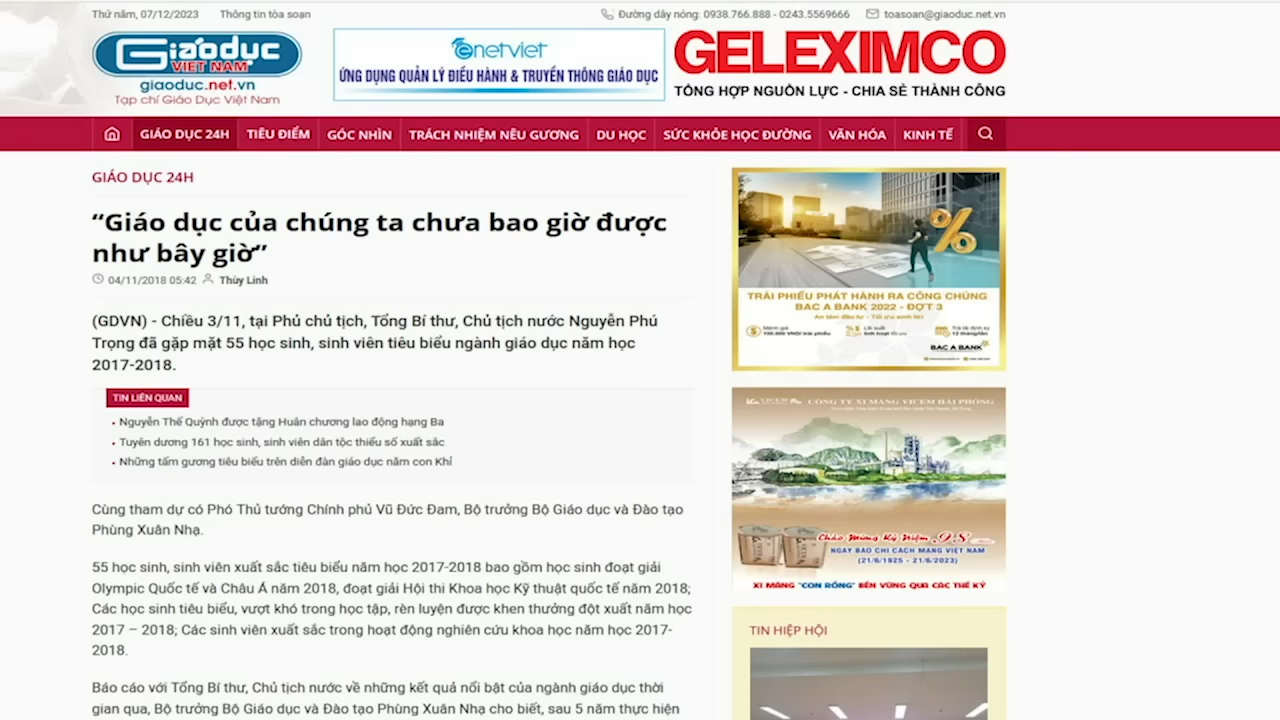 Thứ năm, 07/12/2023 Thông tin tòa soạn
Đường dây nóng: 0938.766.888 - 0243.5569666 toasoan@giaoduc.net.vn
Giáodục
VIỆT NAM
giaoduc.net.vn
Tạp chí Giáo Dục Việt Nam
enetviet
ỨNG DỤNG QUẢN LÝ ĐIỀU HÀNH & TRUYỀN THÔNG GIÁO DỤC
GELEXIMCO
TỔNG HỢP NGUỒN LỰC - CHIA SẺ THÀNH CÔNG
GIÁO DỤC 24H TIÊU ĐIỂM GÓC NHÌN TRÁCH NHIỆM NÊU GƯƠNG DU HỌC SỨC KHỎE HỌC ĐƯỜNG VĂN HÓA KINH TẾ
GIÁO DỤC 24H
“Giáo dục của chúng ta chưa bao giờ được
như bây giờ”
04/11/2018 05:42 Thùy Linh
(GDVN) - Chiều 3/11, tại Phủ chủ tịch, Tổng Bí thư, Chủ tịch nước Nguyễn Phú
Trọng đã gặp mặt 55 học sinh, sinh viên tiêu biểu ngành giáo dục năm học
2017-2018.
TIN LIÊN QUAN
Nguyễn Thế Quỳnh được tặng Huân chương lao động hạng Ba
Tuyên dương 161 học sinh, sinh viên dân tộc thiểu số xuất sắc
Những tấm gương tiêu biểu trên diễn đàn giáo dục năm con Khỉ
Cùng tham dự có Phó Thủ tướng Chính phủ Vũ Đức Đam, Bộ trưởng Bộ Giáo dục và Đào tạo
Phùng Xuân Nhạ.
55 học sinh, sinh viên xuất sắc tiêu biểu năm học 2017-2018 bao gồm học sinh đoạt giải
Olympic Quốc tế và Châu Á năm 2018, đoạt giải Hội thi Khoa học Kỹ thuật quốc tế năm 2018;
Các học sinh tiêu biểu, vượt khó trong học tập, rèn luyện được khen thưởng đột xuất năm học
2017 – 2018; Các sinh viên xuất sắc trong hoạt động nghiên cứu khoa học năm học 2017-
2018.
Báo cáo với Tổng Bí thư, Chủ tịch nước về những kết quả nổi bật của ngành giáo dục thời
gian qua, Bộ trưởng Bộ Giáo dục và Đào tạo Phùng Xuân Nhạ cho biết, sau 5 năm thực hiện
%
TRÁI PHIẾU PHÁT HÀNH RA CÔNG CHÚNG
BAC A BANK 2022 - ĐỢT 3
An tâm đầu tư - Tối ưu sinh lời
BAC A BANK
VICEM CÔNG TY XI MĂNG VICEM HẢI PHÒNG
Chào Mừng Kỷ Niệm 98
NGÀY BÁO CHÍ CÁCH MẠNG VIỆT NAM
(21/6/1925 - 21/6/2023)
XI MĂNG "CON RỒNG" BỀN VỮNG QUA CÁC THẾ KỶ
TIN HIỆP HỘI